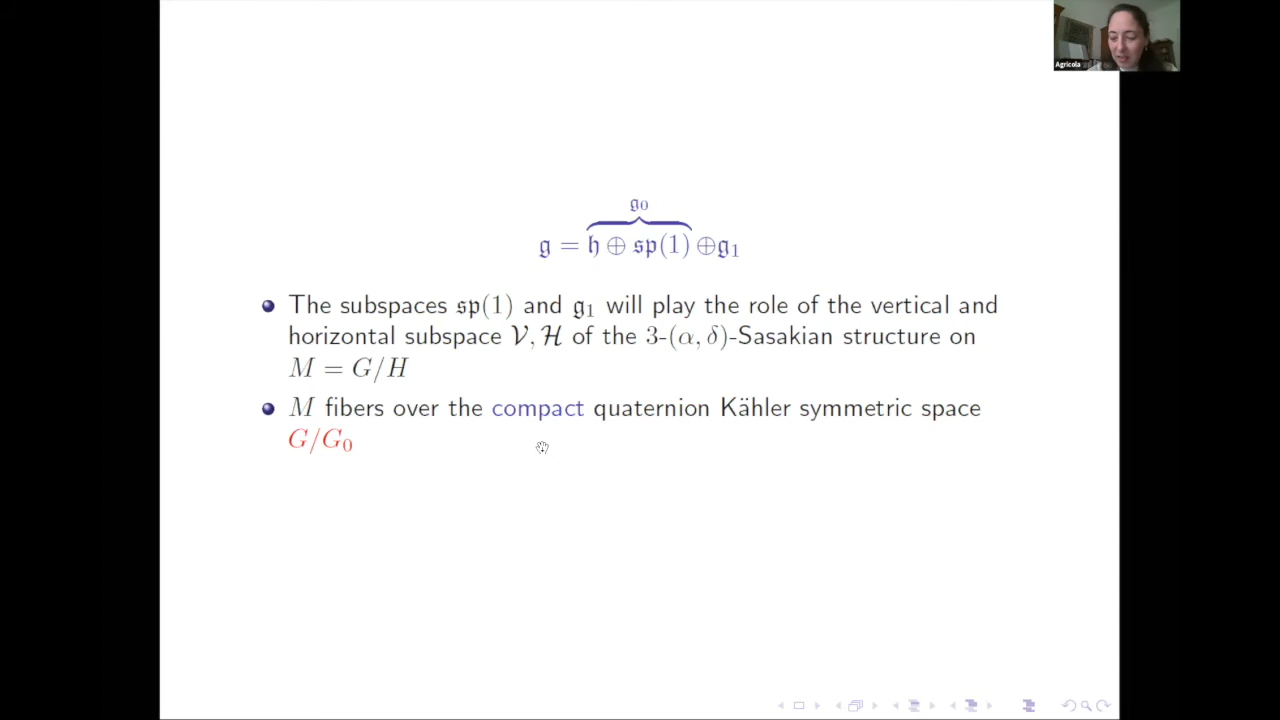 Agricola
𝔤₀
𝔤 = 𝔥 ⊕ 𝔰𝔭(1) ⊕ 𝔤₁
The subspaces 𝔰𝔭(1) and 𝔤₁ will play the role of the vertical and
horizontal subspace 𝒱, ℋ of the 3-(α, δ)-Sasakian structure on
M = G/H
M fibers over the compact quaternion Kähler symmetric space
G/G₀